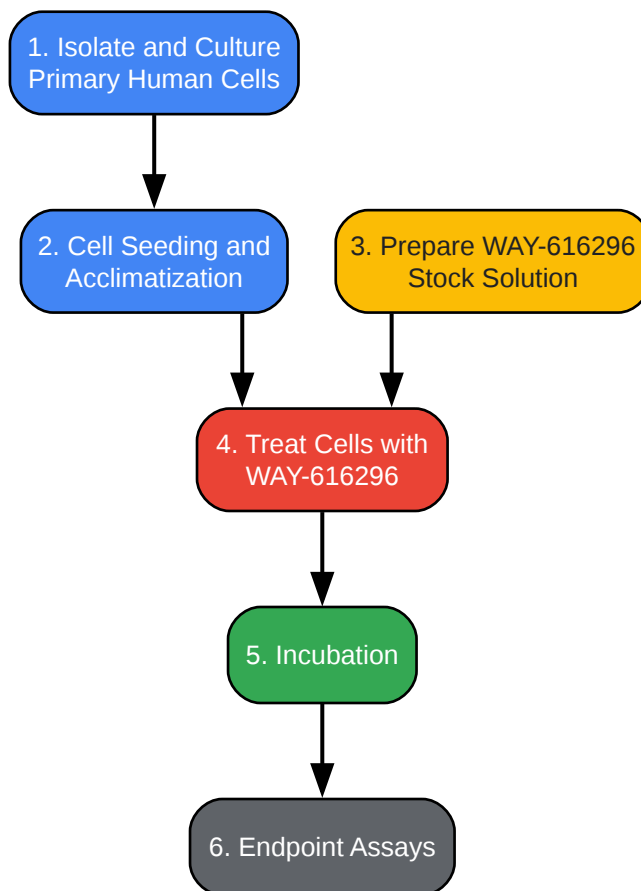 1. Isolate and Culture
Primary Human Cells
2. Cell Seeding and
Acclimatization
3. Prepare WAY-616296
Stock Solution
4. Treat Cells with
WAY-616296
5. Incubation
6. Endpoint Assays